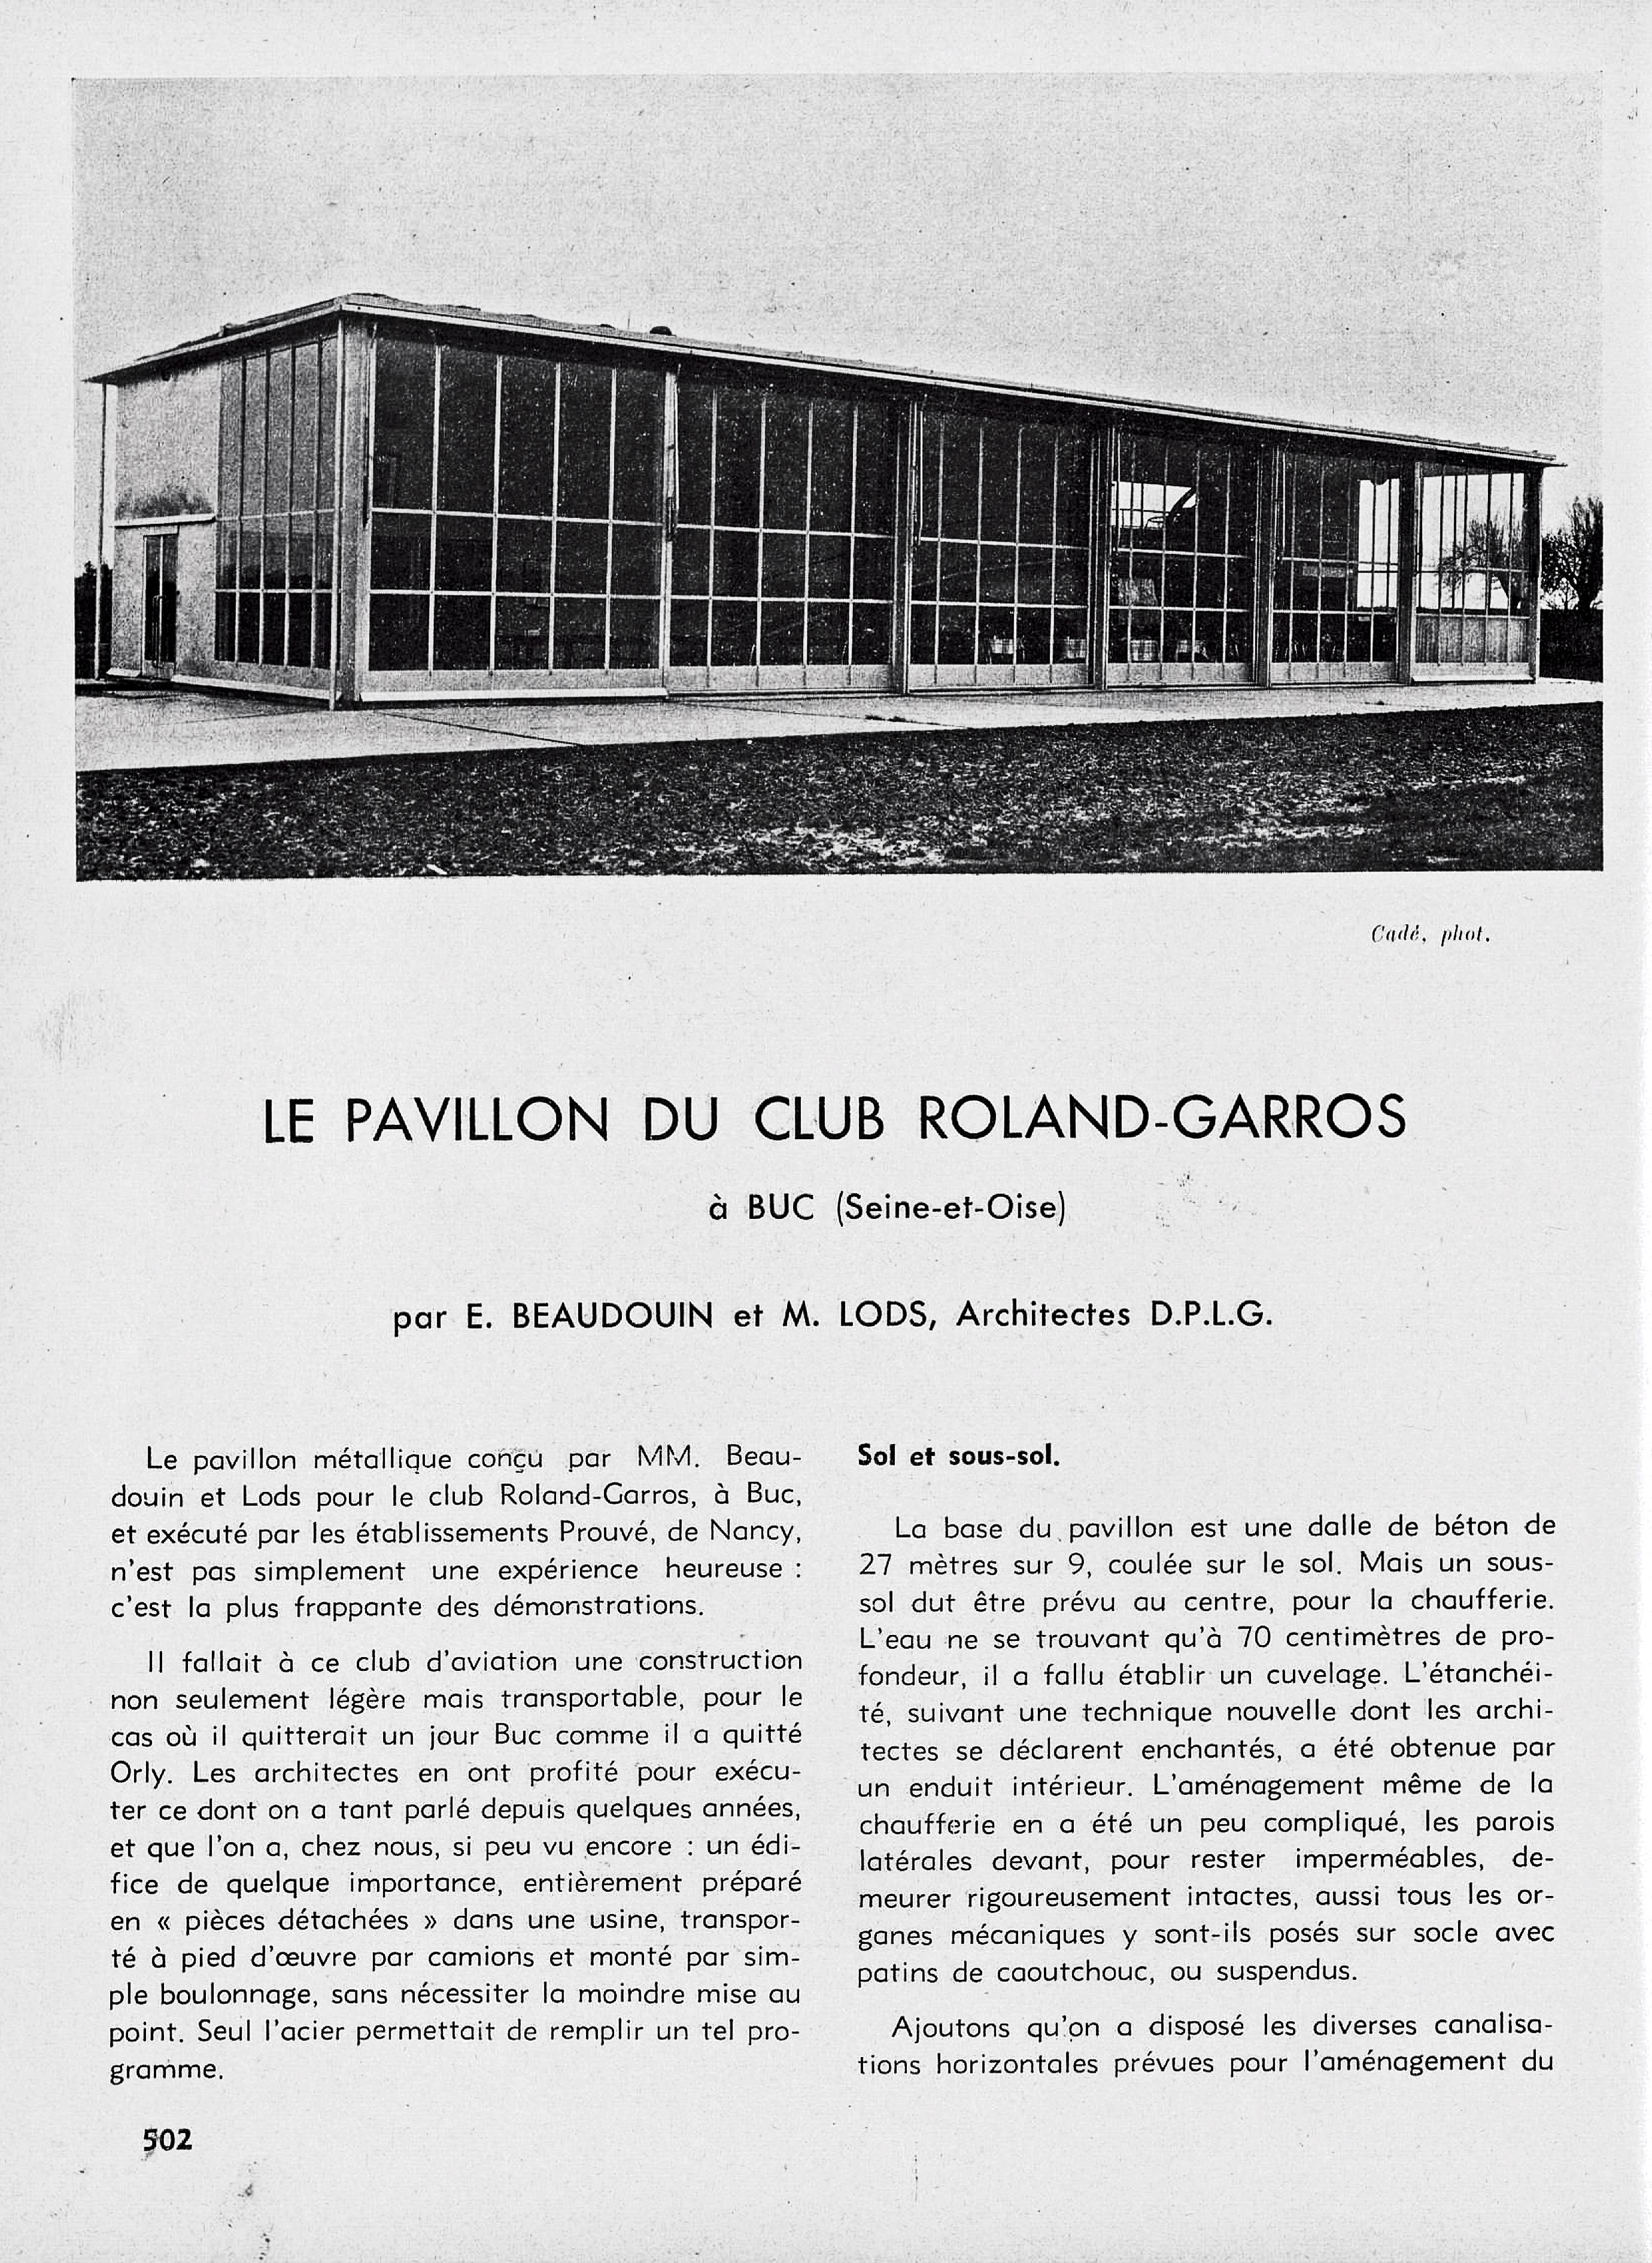 Cadé, phot.
LE PAVILLON DU CLUB ROLAND-GARROS
à BUC (Seine-et-Oise)
par E. BEAUDOUIN et M. LODS, Architectes D.P.L.G.
Le pavillon métallique conçu par MM. Beau-
douin et Lods pour le club Roland-Garros, à Buc,
et exécuté par les établissements Prouvé, de Nancy,
n'est pas simplement une expérience heureuse :
c'est la plus frappante des démonstrations.
Il fallait à ce club d'aviation une construction
non seulement légère mais transportable, pour le
cas où il quitterait un jour Buc comme il a quitté
Orly. Les architectes en ont profité pour exécu-
ter ce dont on a tant parlé depuis quelques années,
et que l'on a, chez nous, si peu vu encore : un édi-
fice de quelque importance, entièrement préparé
en « pièces détachées » dans une usine, transpor-
té à pied d'œuvre par camions et monté par sim-
ple boulonnage, sans nécessiter la moindre mise au
point. Seul l'acier permettait de remplir un tel pro-
gramme.
Sol et sous-sol.
La base du pavillon est une dalle de béton de
27 mètres sur 9, coulée sur le sol. Mais un sous-
sol dut être prévu au centre, pour la chaufferie.
L'eau ne se trouvant qu'à 70 centimètres de pro-
fondeur, il a fallu établir un cuvelage. L'étanchéi-
té, suivant une technique nouvelle dont les archi-
tectes se déclarent enchantés, a été obtenue par
un enduit intérieur. L'aménagement même de la
chaufferie en a été un peu compliqué, les parois
latérales devant, pour rester imperméables, de-
meurer rigoureusement intactes, aussi tous les or-
ganes mécaniques y sont-ils posés sur socle avec
patins de caoutchouc, ou suspendus.
Ajoutons qu'on a disposé les diverses canalisa-
tions horizontales prévues pour l'aménagement du
502